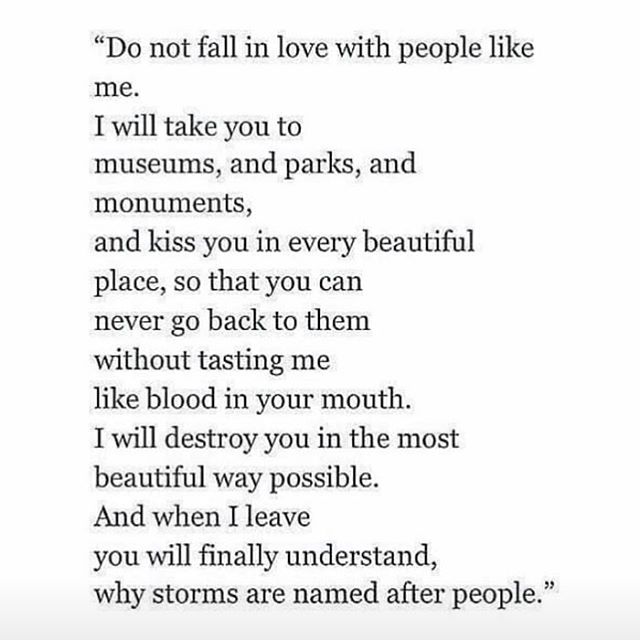 “Do not fall in love with people like
me.
I will take you to
museums, and parks, and
monuments,
and kiss you in every beautiful
place, so that you can
never go back to them
without tasting me
like blood in your mouth.
I will destroy you in the most
beautiful way possible.
And when I leave
you will finally understand,
why storms are named after people.”